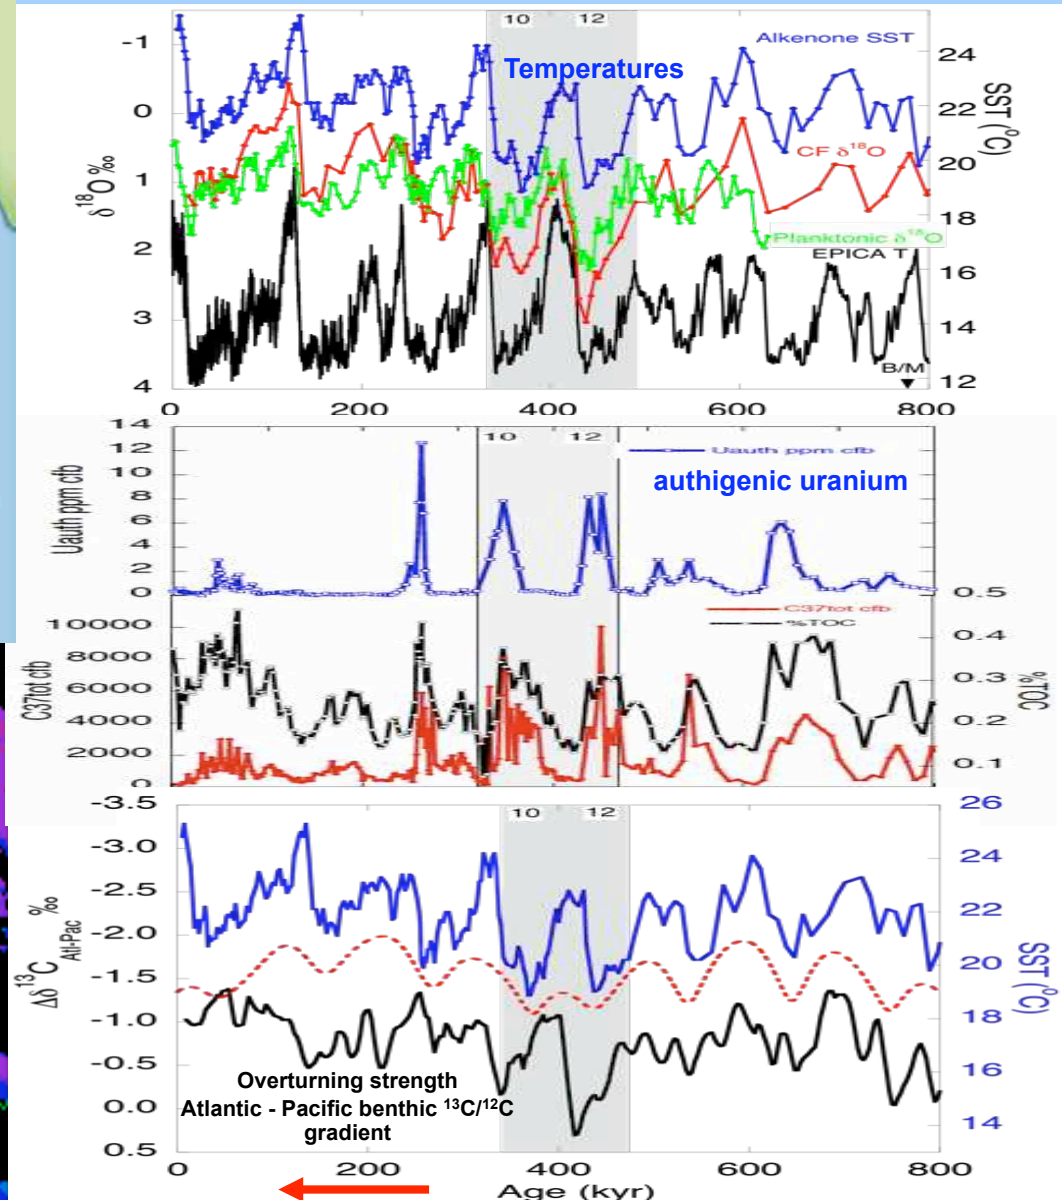 10 12
-1
0
1
2
3
4
δ18O ‰
Alkenone SST
Temperatures
CF δ18O
Planktonic δ18O
EPICA T
B/M
24
22
20
18
16
14
12
SST (°C)
0 200 400 600 800
10 12
14
12
10
8
6
4
2
0
Uauth ppm cfb
Uauth ppm cfb
authigenic uranium
C37tot cfb
%TOC
10000
8000
6000
4000
2000
0
C37tot cfb
0.5
0.4
0.3
0.2
0.1
%TOC
10 12
-3.5
-3.0
-2.5
-2.0
-1.5
-1.0
-0.5
0.0
0.5
Δδ13C Atl-Pac ‰
26
24
22
20
18
16
14
SST (°C)
Overturning strength
Atlantic - Pacific benthic 13C/12C
gradient
0 200 400 600 800
Age (kyr)